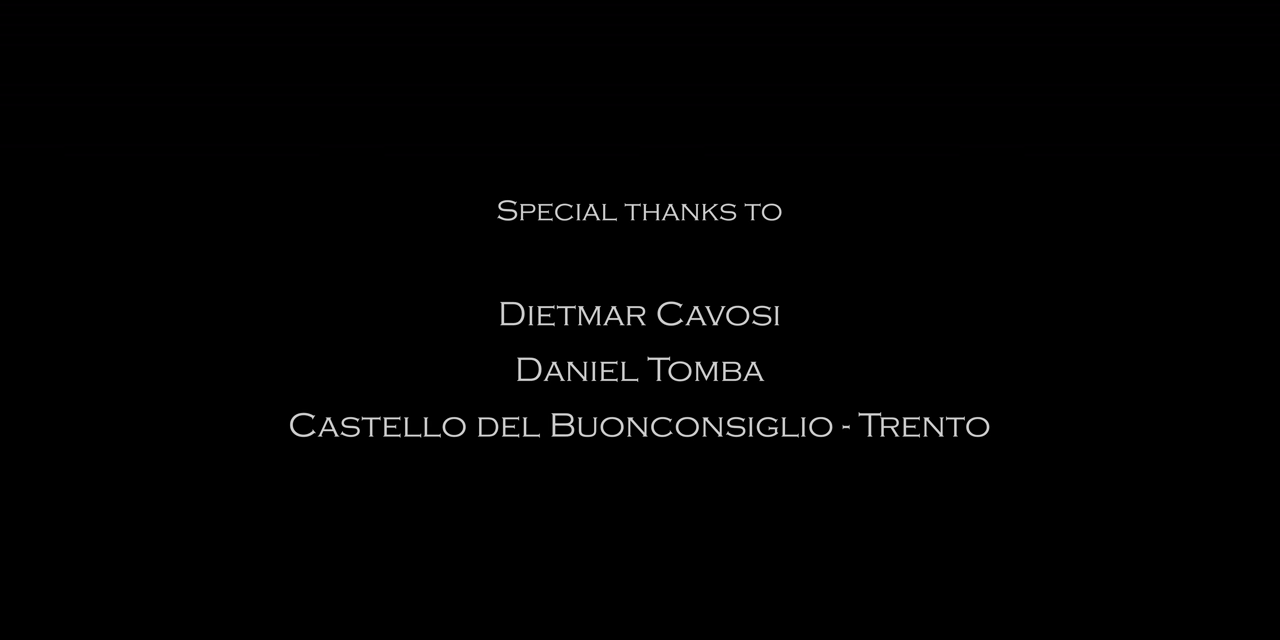 Special thanks to
Dietmar Cavosi
Daniel Tomba
Castello del Buonconsiglio - Trento